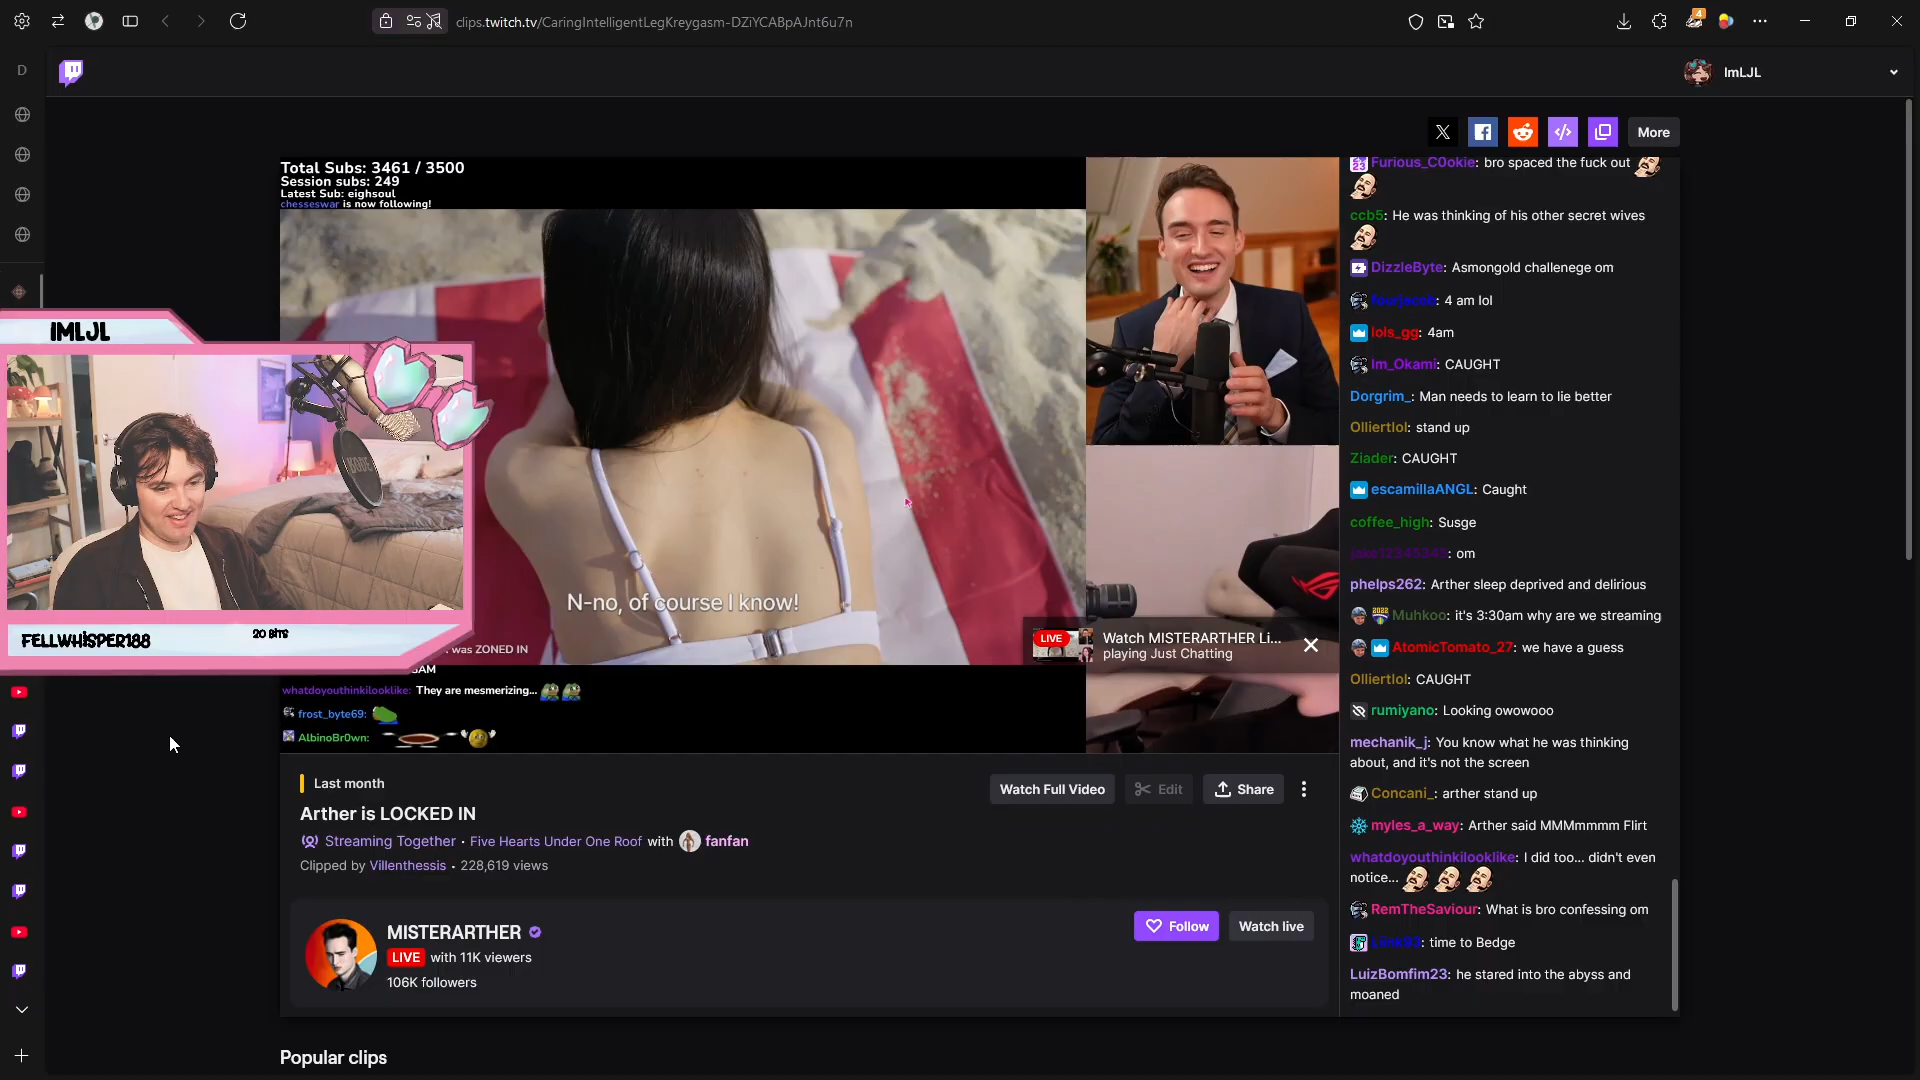 clips.twitch.tv/CaringIntelligentLegKreygasm-DZiYCABpAJnt6u7n
4
D
ImLJL
More
Total Subs: 3461 / 3500
Session subs: 249
Latest Sub: eighsoul
chesseswar is now following!
IMLJL
KOBE
FELLWHISPER188
20 BITS
N-no, of course I know!
LIVE
Watch MISTERARTHER Li...
playing Just Chatting
was ZONED IN
GAM
whatdoyouthinkilooklike: They are mesmerizing...
frost_byte69:
AlbinoBr0wn:
Last month
Arther is LOCKED IN
Streaming Together • Five Hearts Under One Roof with fanfan
Clipped by Villenthessis • 228,619 views
Watch Full Video
Edit
Share
MISTERARTHER
LIVE with 11K viewers
106K followers
Follow
Watch live
Popular clips
Furious_C0okie: bro spaced the fuck out
ccb5: He was thinking of his other secret wives
DizzleByte: Asmongold challenege om
fourjacob: 4 am lol
lols_gg: 4am
Im_Okami: CAUGHT
Dorgrim_: Man needs to learn to lie better
Olliertlol: stand up
Ziader: CAUGHT
escamillaANGL: Caught
coffee_high: Susge
: om
phelps262: Arther sleep deprived and delirious
Muhkoo: it's 3:30am why are we streaming
AtomicTomato_27: we have a guess
Olliertlol: CAUGHT
rumiyano: Looking owowooo
mechanik_j: You know what he was thinking
about, and it's not the screen
Concani_: arther stand up
myles_a_way: Arther said MMMmmmm Flirt
whatdoyouthinkilooklike: I did too... didn't even
notice...
RemTheSaviour: What is bro confessing om
Liink93: time to Bedge
LuizBomfim23: he stared into the abyss and
moaned